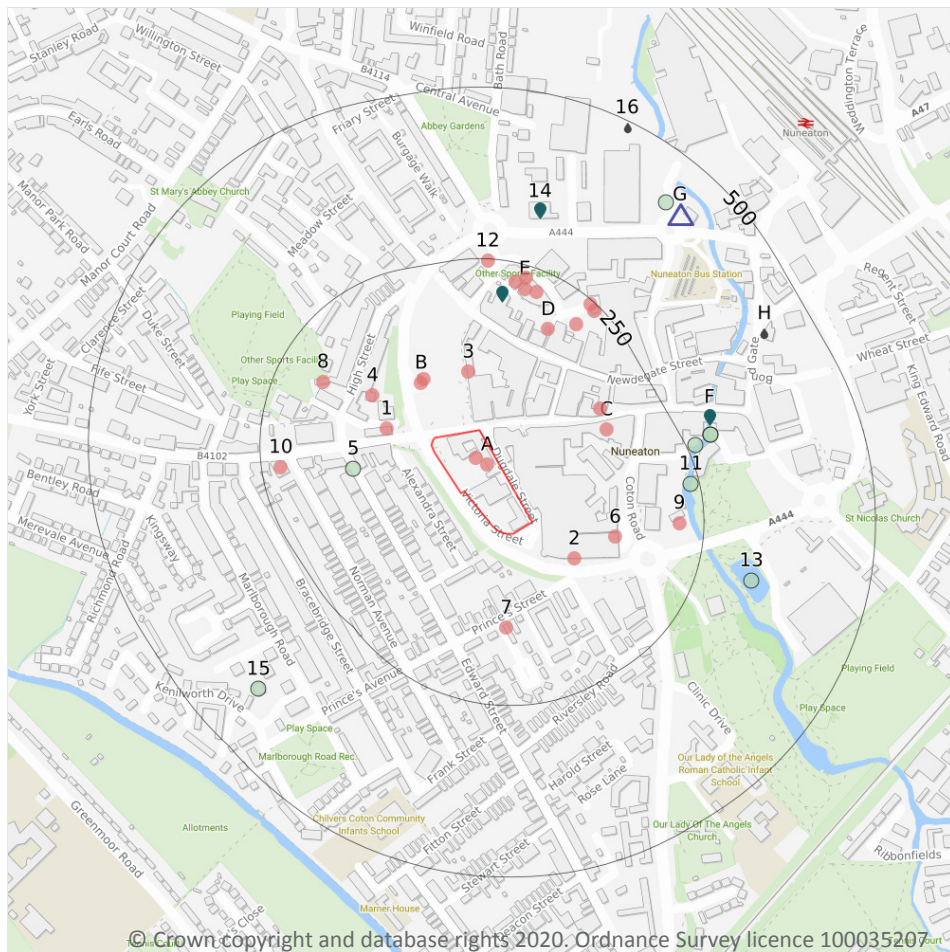 Stanley Road
Willington Street
Winfield Road
Bath Road
B4114
Central Avenue
Weddington Terrace
A47
Earls Road
Friary Street
Abbey Gardens
16
Nuneaton
Burgage Walk
St Mary's Abbey Church
Manor Park Road
Manor Court Road
Meadow Street
14
G
500
A444
12
Clarence Street
Duke Street
Other Sports Facility
E
Nuneaton Bus Station
Regent Street
Playing Field
D
250
H
Wheat Street
York Street
Fife Street
Other Sports Facili
Play Space
8
High Street
4
B
3
Newdegate Street
Bond Gate
King Edward Road
1
C
F
B4102
10
5
A
Dugdale Street
Nuneaton
11
Bentley Road
Merevale Avenue
Kingsway
Alexandra Street
Victoria Street
Coton Road
6
9
A444
St Nicolas Church
2
13
Richmond Road
Marlborough Road
Bracebridge Street
Norman Avenue
7
Prince's Street
15
Kenilworth Drive
Prince's Avenue
Edward Street
Riversley Road
Clinic Drive
Playing Field
Play Space
Play Space
Marlborough Road Rec.
Frank Street
Harold Street
Rose Lane
Our Lady of the Angels
Roman Catholic Infant
School
Greenmoor Road
Allotments
Chilvers Coton Community
Infants School
Fitton Street
Stewart Street
Our Lady Of The Angels
Church
Ribbonfields
Marner House
's Close
eacon Street
© Crown copyright and database rights 2020. Ordnance Survey licence 100035207.